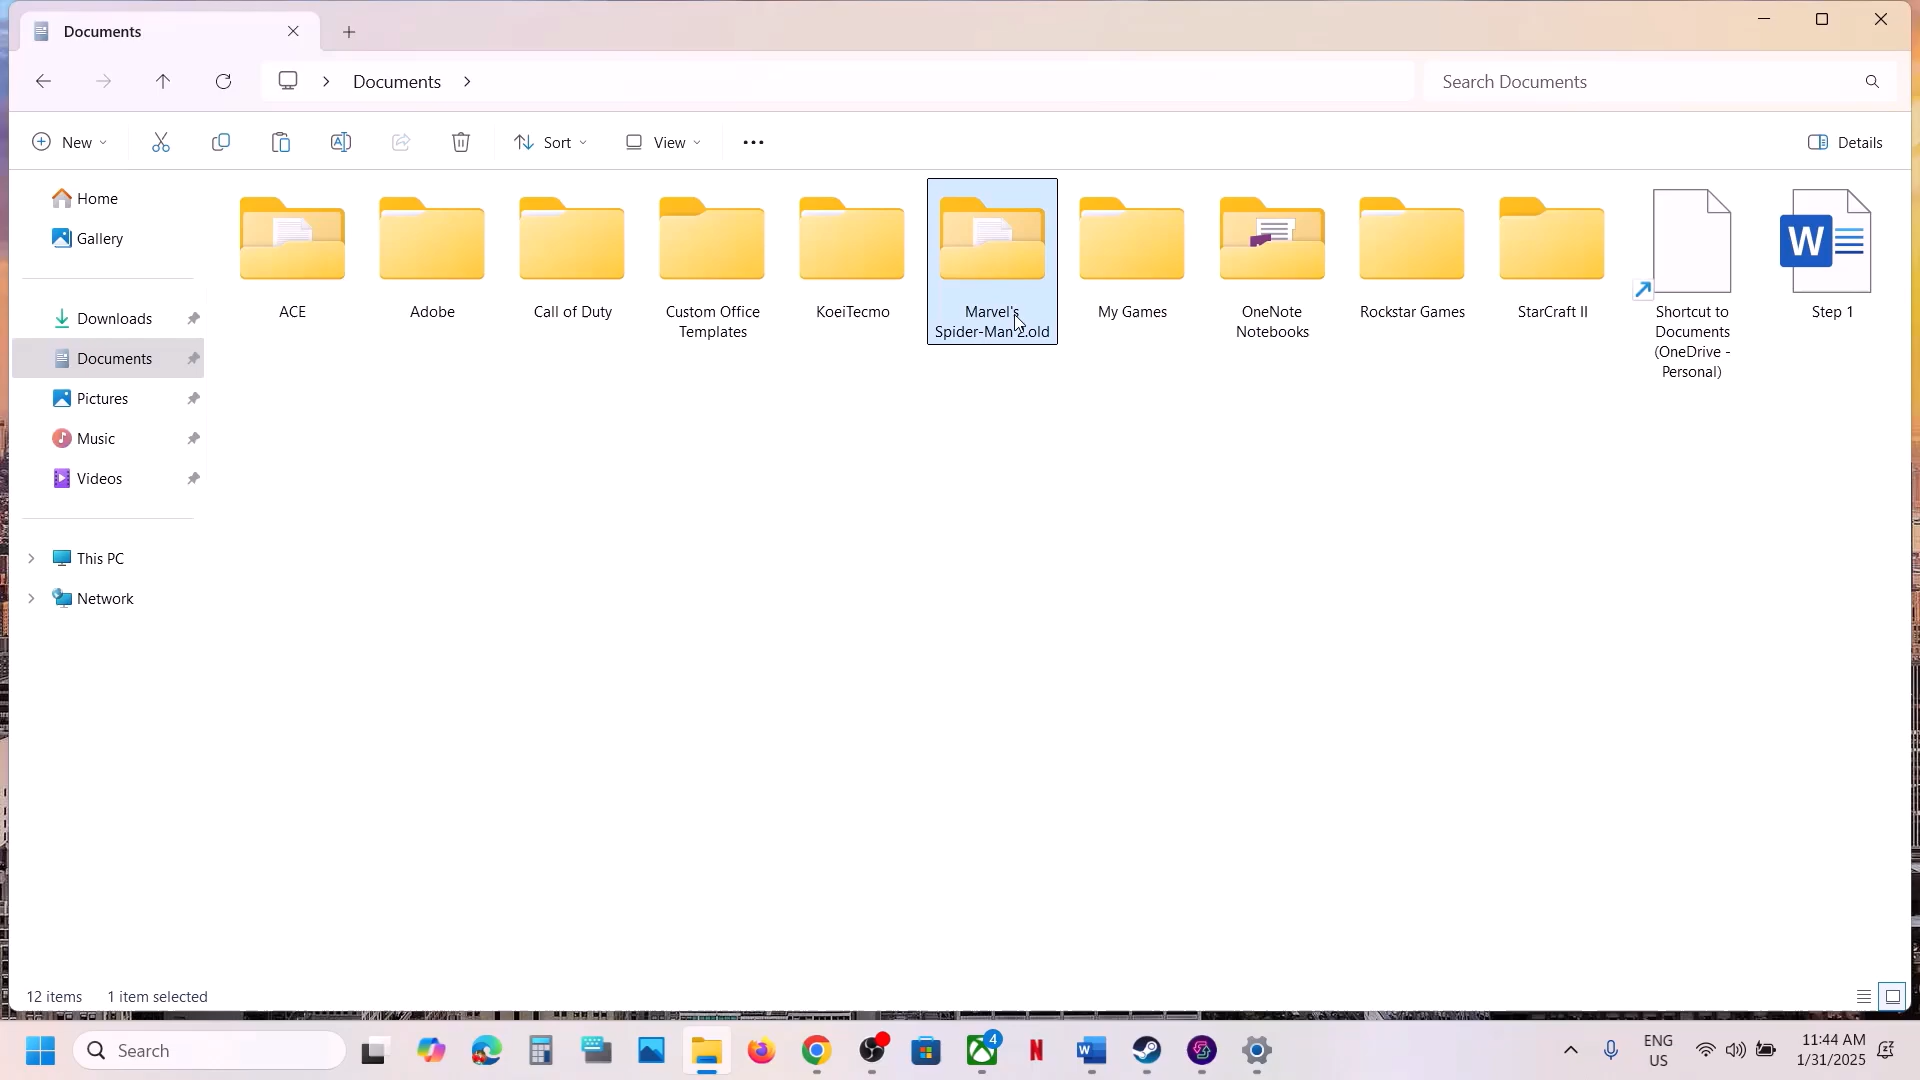 Documents
Documents
Search Documents
New
Sort
View
Details
Home
Gallery
Downloads
Documents
Pictures
Music
Videos
This PC
Network
ACE
Adobe
Call of Duty
Custom Office
Templates
KoeiTecmo
Marvel's
Spider-Man 2.old
My Games
OneNote
Notebooks
Rockstar Games
StarCraft II
Shortcut to
Documents
(OneDrive -
Personal)
W
Step 1
12 items
1 item selected
Search
N
W
4
ENG
US
11:44 AM
1/31/2025